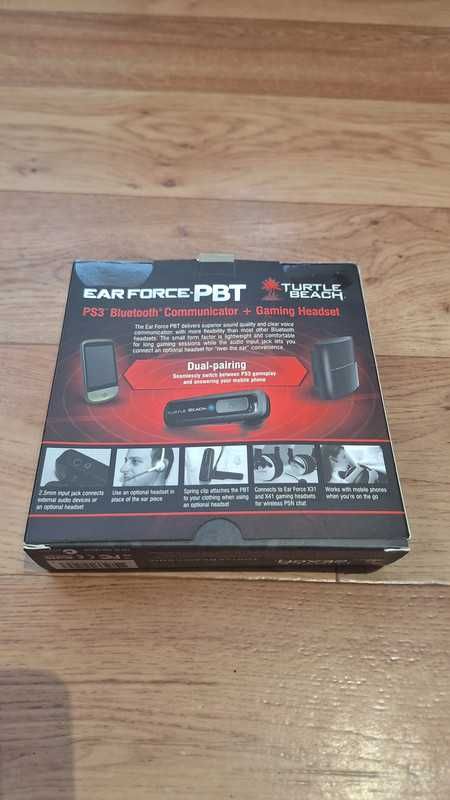 EAR FORCE PBT
TURTLE
BEACH
PS3™ Bluetooth® Communicator + Gaming Headset
The Ear Force PBT delivers superior sound quality and clear voice
communication with more flexibility than most other Bluetooth
headsets. The small form factor is lightweight and comfortable
for long gaming sessions while the audio input jack lets you
connect an optional headset for "over the ear" convenience.
Dual-pairing
Seamlessly switch between PS3 gameplay
and answering your mobile phone
TURTLE BEACH
2.5mm input jack connects
external audio devices or
an optional headset
Use an optional headset in
place of the ear piece
Spring clip attaches the PBT
to your clothing when using
an optional headset
Connects to Ear Force X31
and X41 gaming headsets
for wireless PSN chat
Works with mobile phones
when you're on the go